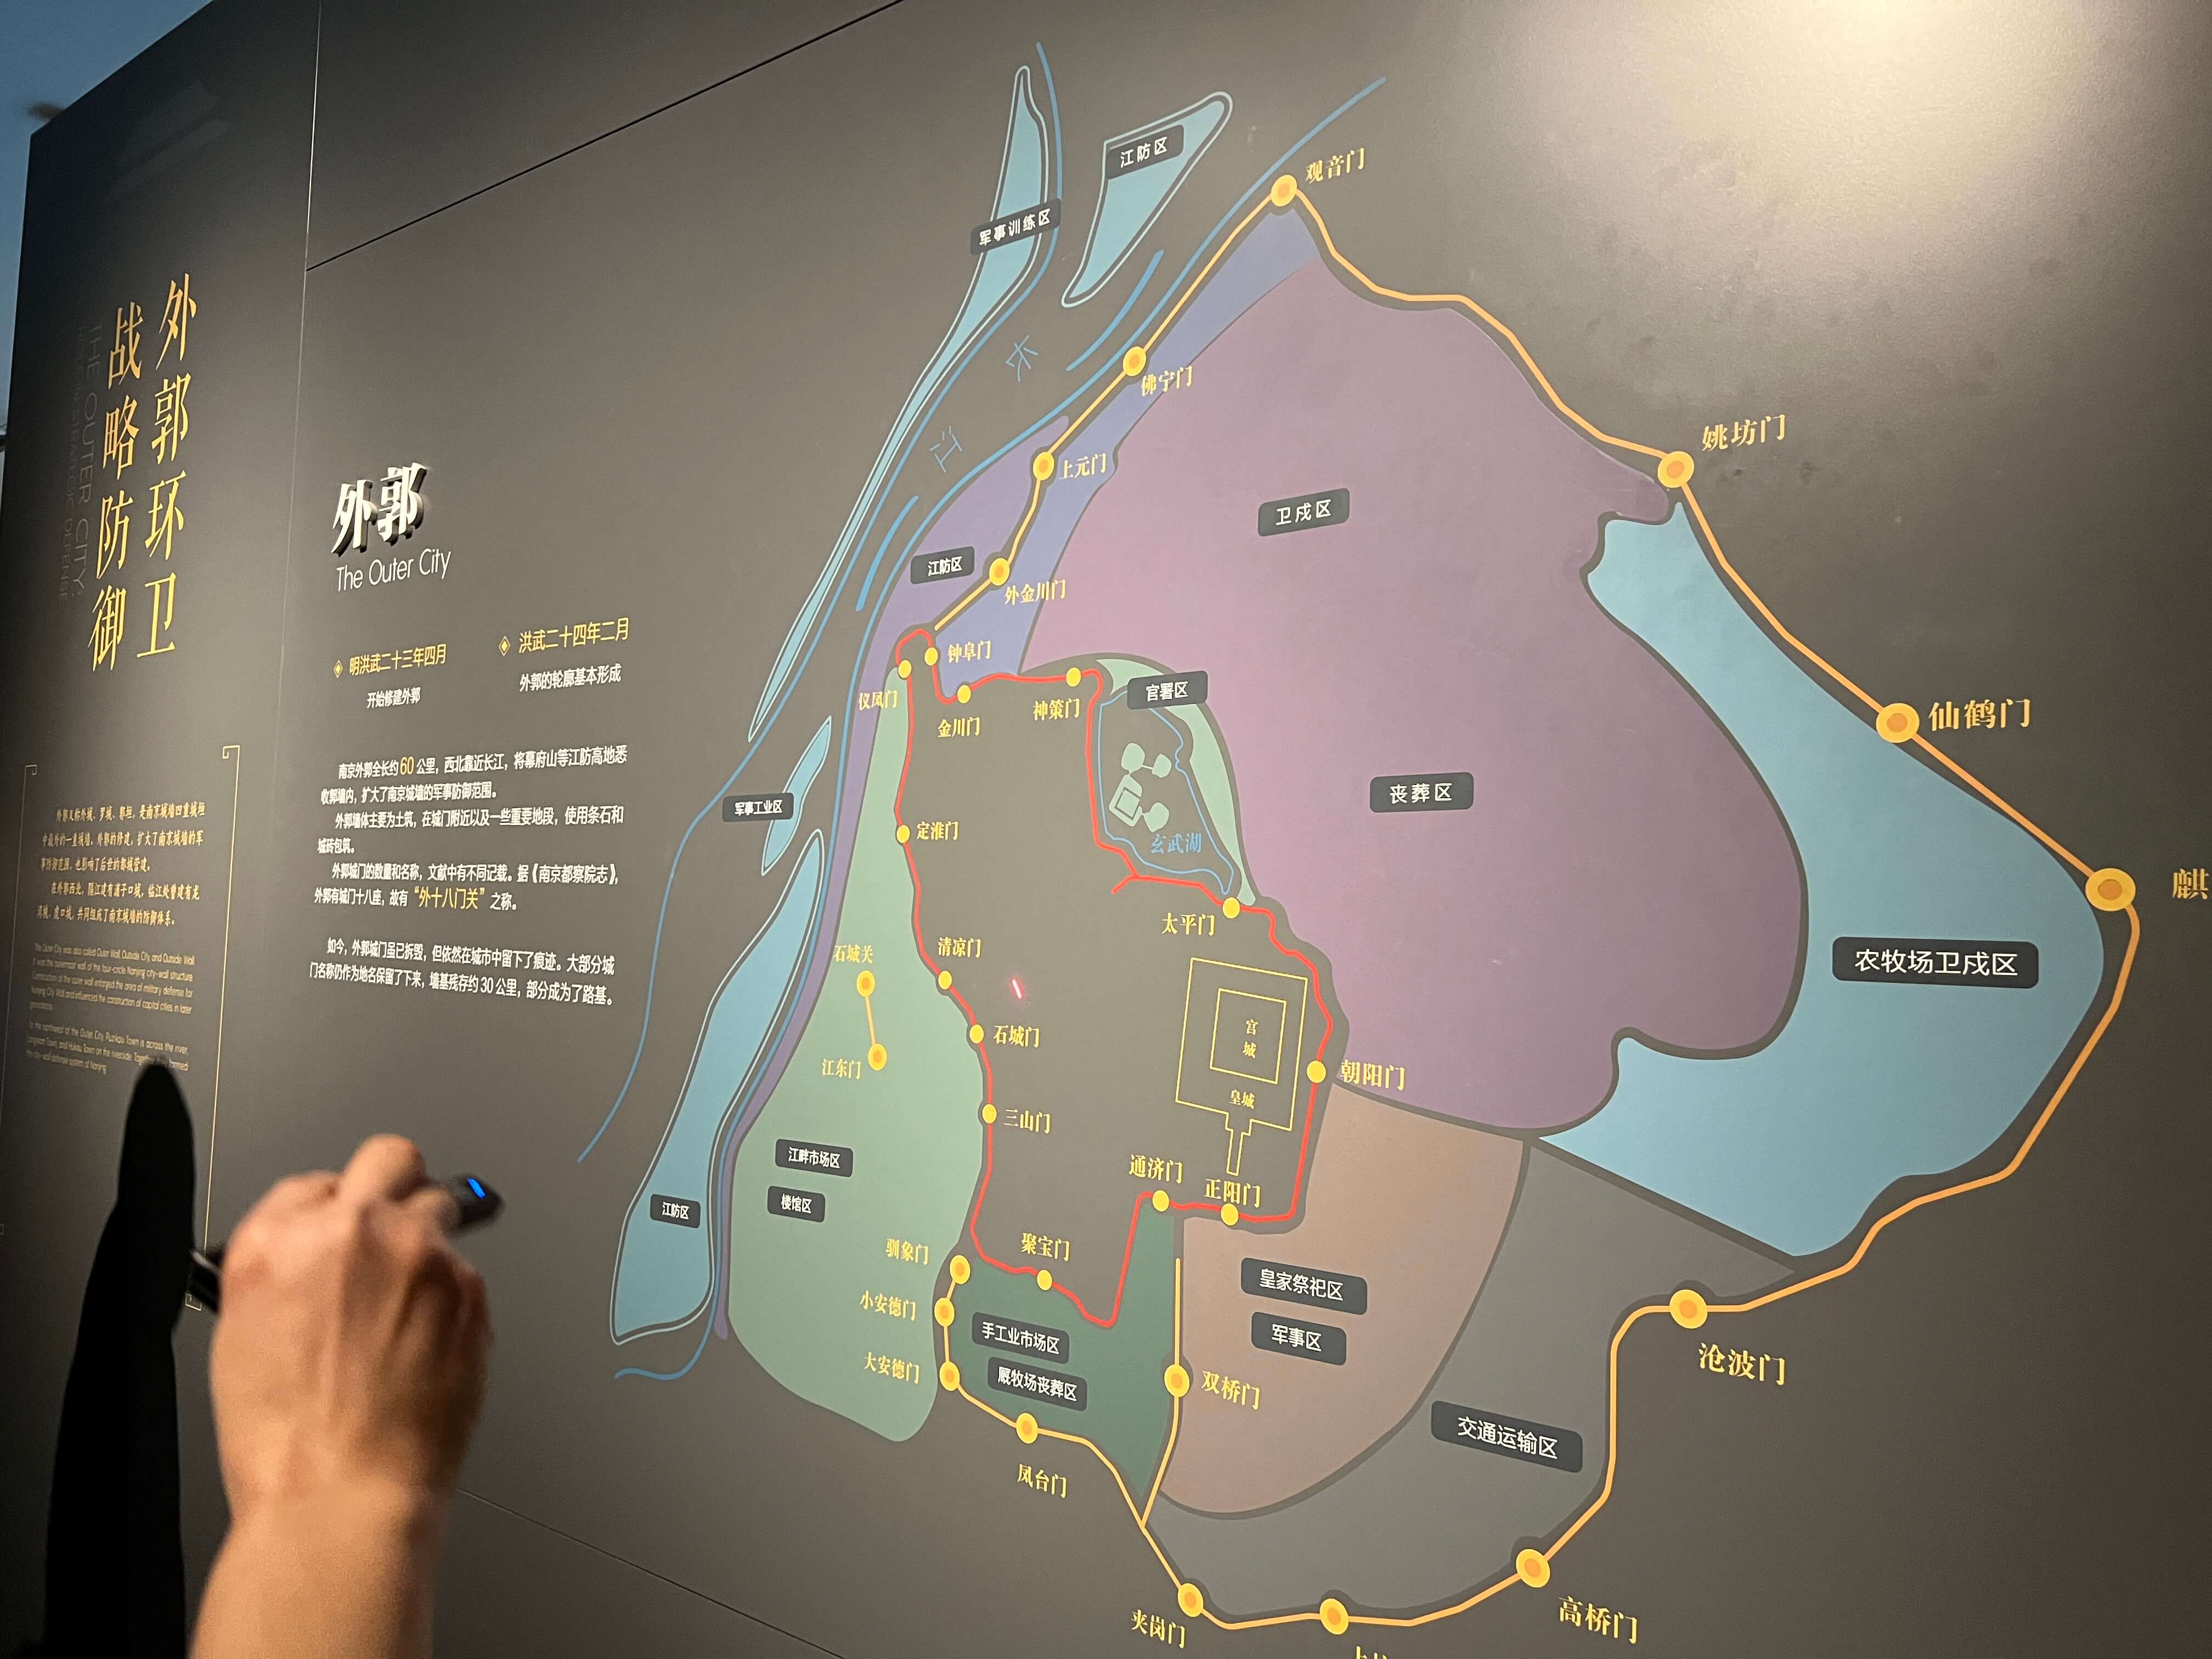 外郭环卫
战略防御
THE OUTER CITY:
外郭又称外城、罗城、郭垣,是南京城墙四重城垣
中最外的一重城墙。外郭的修建,扩大了南京城墙的军
事防御范围,也影响了后世的都城营建。
在外郭西北,隔江建有浦子口城,临江处曾建有龙
湾城、虎口城,共同组成了南京城墙的防御体系。
The Outer City was also called Outer Wall, Outside City, and Outside Wall.
It was the outermost wall of the four-circle Nanjing city-wall structure.
Construction of the outer wall enlarged the area of military defense for
Nanjing City Wall and influenced the construction of capital cities in later
generations.
To the northwest of the Outer City, Puzikou Town is across the river,
the city-wall defense system of Nanjing.
外郭
The Outer City
明洪武二十三年四月
开始修建外郭
洪武二十四年二月
外郭的轮廓基本形成
南京外郭全长约60公里,西北靠近长江,将幕府山等江防高地悉
收郭墙内,扩大了南京城墙的军事防御范围。
外郭墙体主要为土筑,在城门附近以及一些重要地段,使用条石和
城砖包筑。
外郭城门的数量和名称,文献中有不同记载。据《南京都察院志》,
外郭有城门十八座,故有“外十八门关”之称。
如今,外郭城门虽已拆毁,但依然在城市中留下了痕迹。大部分城
门名称仍作为地名保留了下来,墙基残存约30公里,部分成为了路基。
江防区
军事训练区
观音门
长
江
佛宁门
上元门
姚坊门
卫戍区
江防区
外金川门
钟阜门
仪凤门
金川门
神策门
官署区
仙鹤门
丧葬区
军事工业区
定淮门
玄武湖
麒
太平门
清凉门
石城关
农牧场卫戍区
石城门
江东门
宫
城
皇城
朝阳门
三山门
江畔市场区
楼馆区
江防区
通济门
正阳门
驯象门
聚宝门
小安德门
大安德门
手工业市场区
厩牧场丧葬区
皇家祭祀区
军事区
双桥门
沧波门
交通运输区
凤台门
夹岗门
高桥门